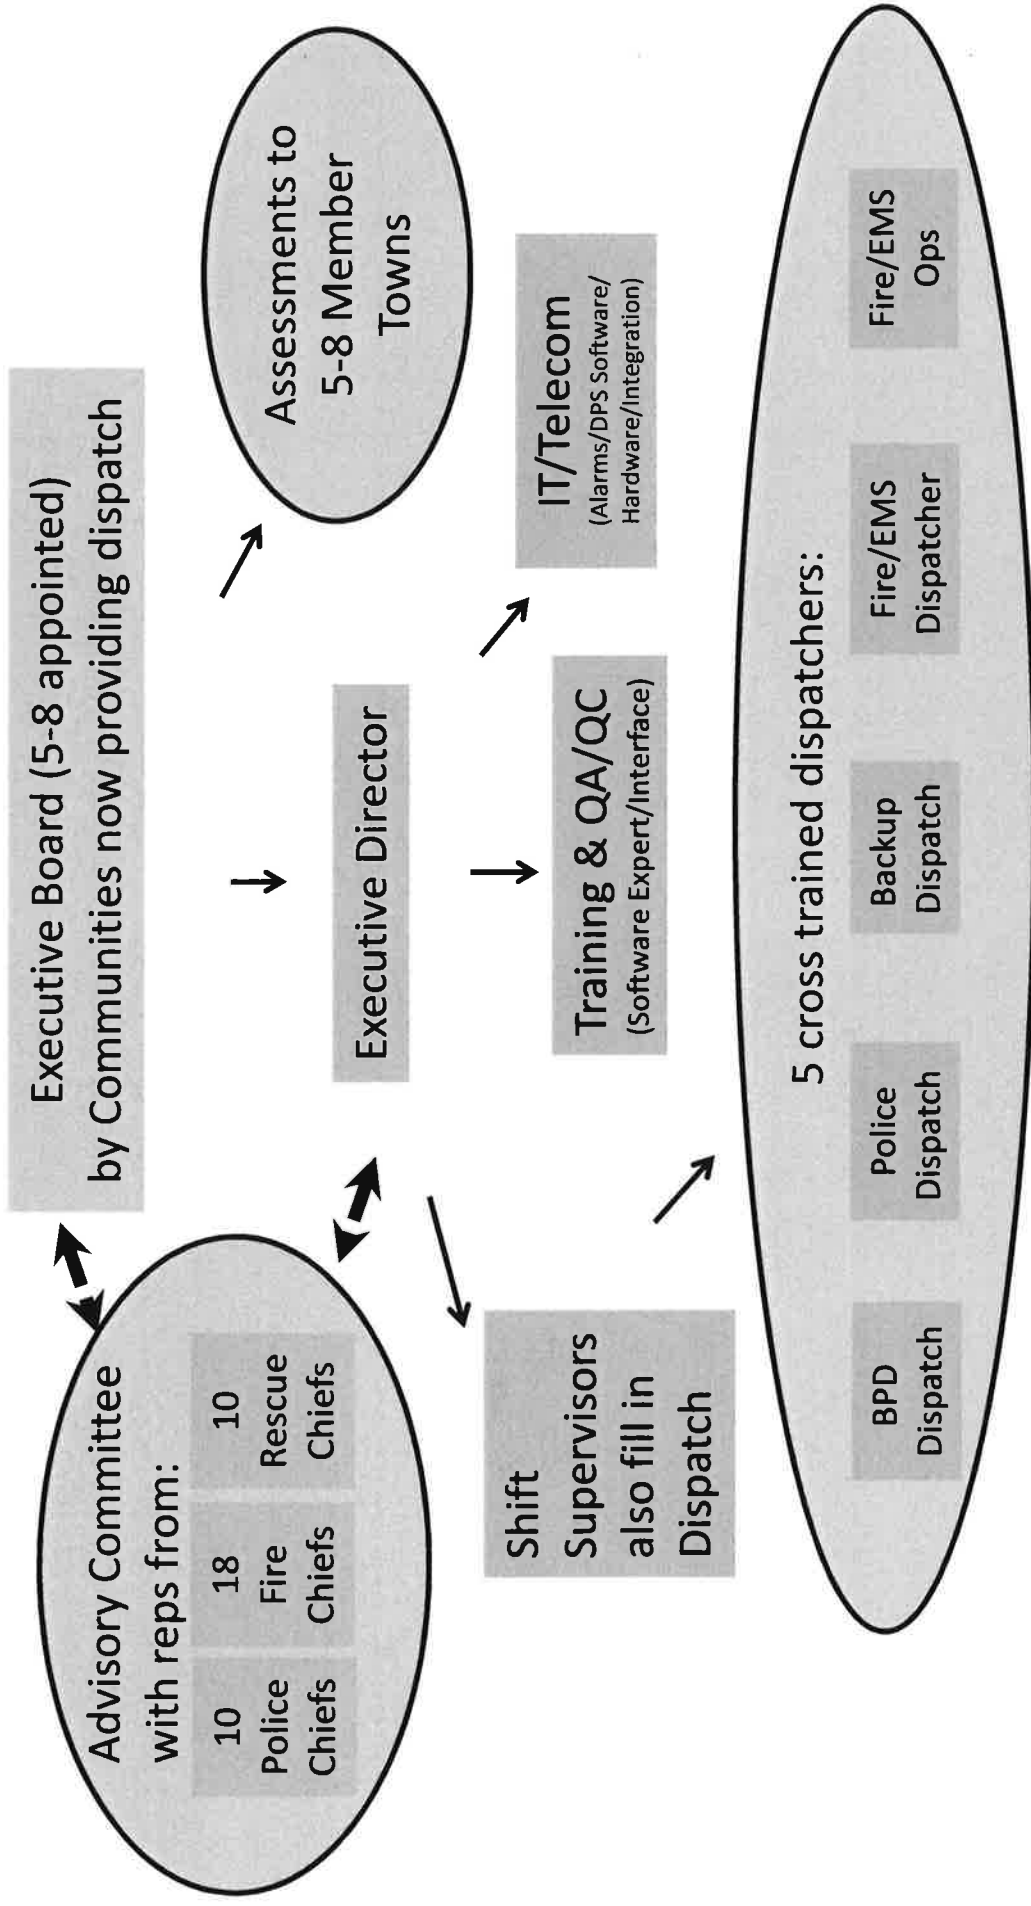 Executive Board (5-8 appointed)
by Communities now providing dispatch
Advisory Committee
with reps from:
10
Police
Chiefs
18
Fire
Chiefs
10
Rescue
Chiefs
Assessments to
5-8 Member
Towns
Executive Director
Shift
Supervisors
also fill in
Dispatch
Training & QA/QC
(Software Expert/Interface)
IT/Telecom
(Alarms/DPS Software/
Hardware/Integration)
5 cross trained dispatchers:
BPD
Dispatch
Police
Dispatch
Backup
Dispatch
Fire/EMS
Dispatcher
Fire/EMS
Ops